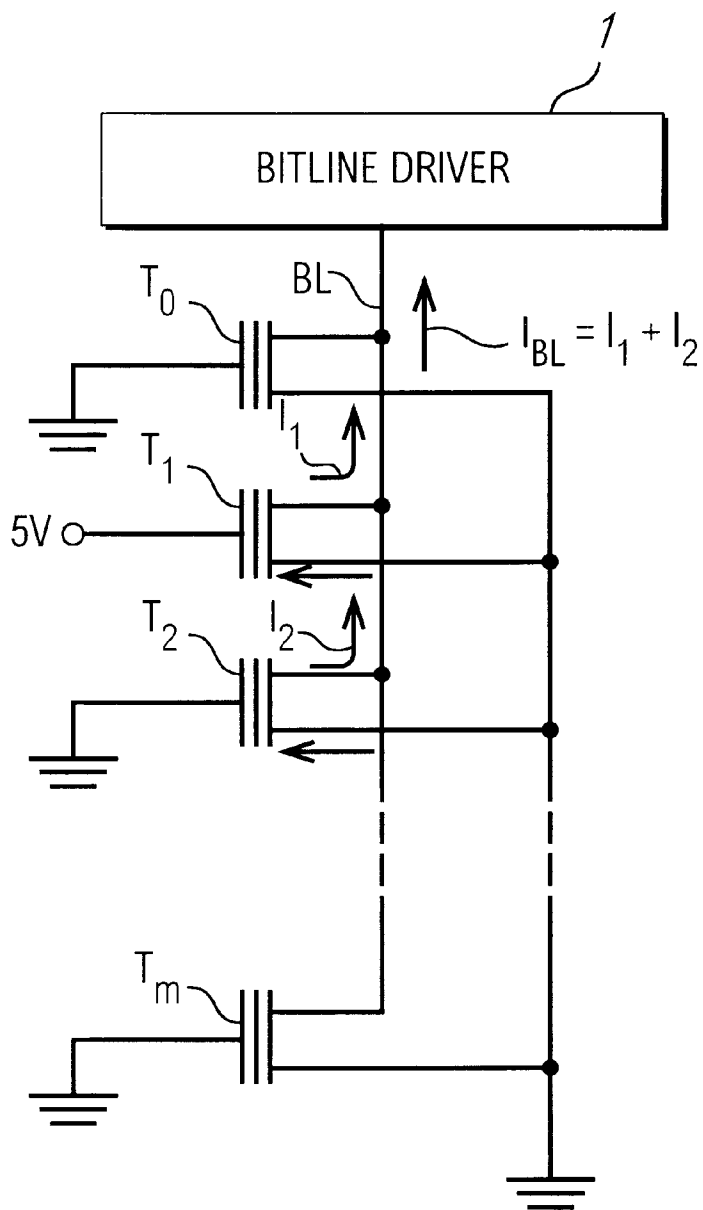 1
BITLINE DRIVER
T0
BL
IBL = I1 + I2
I1
T1
5V
T2
I2
Tm